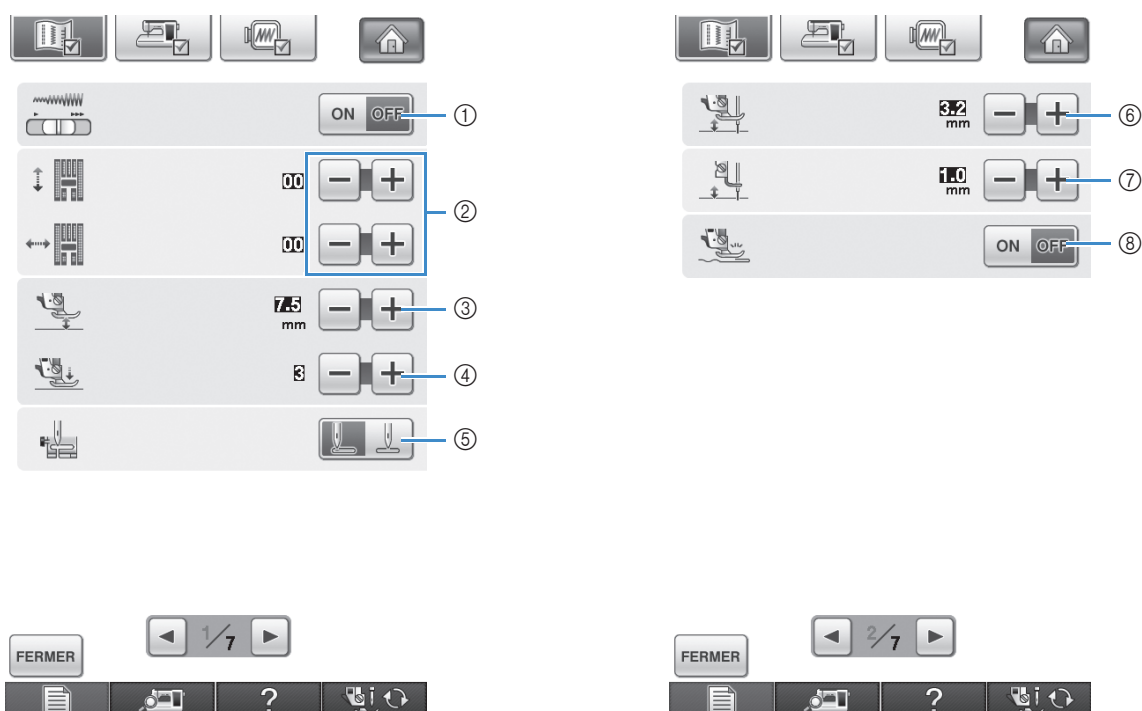 ON OFF ①
00
②
00
7.5 mm ③
3 ④
⑤
1/7
FERMER
?
3.2 mm ⑥
1.0 mm ⑦
ON OFF ⑧
2/7
FERMER
?